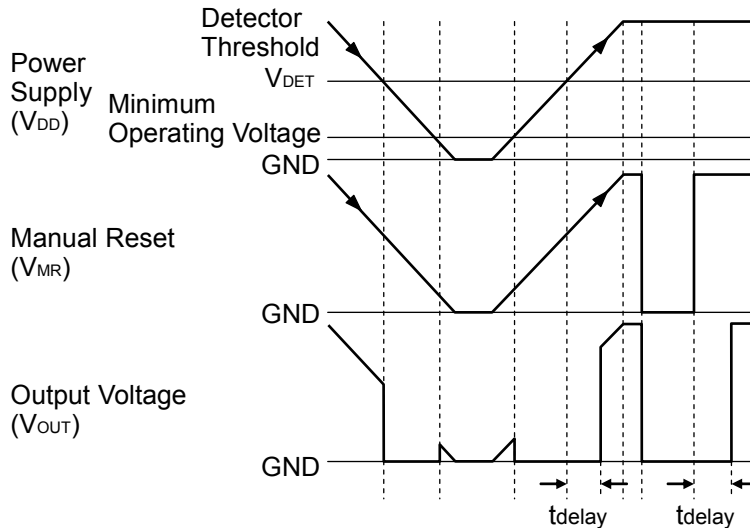 Detector
Threshold
VDET
Power
Supply
(VDD)
Minimum
Operating Voltage
GND
Manual Reset
(VMR)
GND
Output Voltage
(VOUT)
GND
tdelay
tdelay